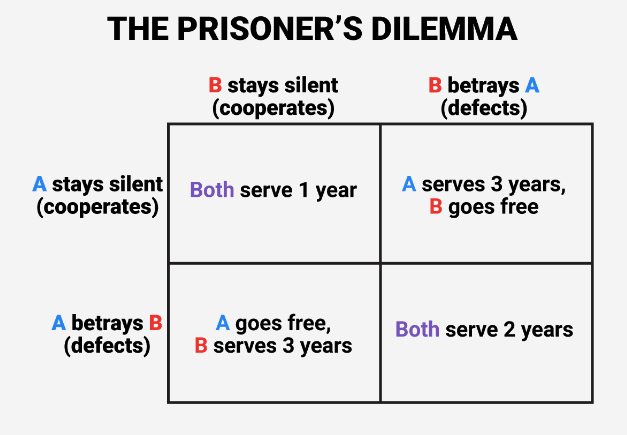 THE PRISONER'S DILEMMA
B stays silent
(cooperates)
B betrays A
(defects)
A stays silent
(cooperates)
Both serve 1 year
A serves 3 years,
B goes free
A betrays B
(defects)
A goes free,
B serves 3 years
Both serve 2 years